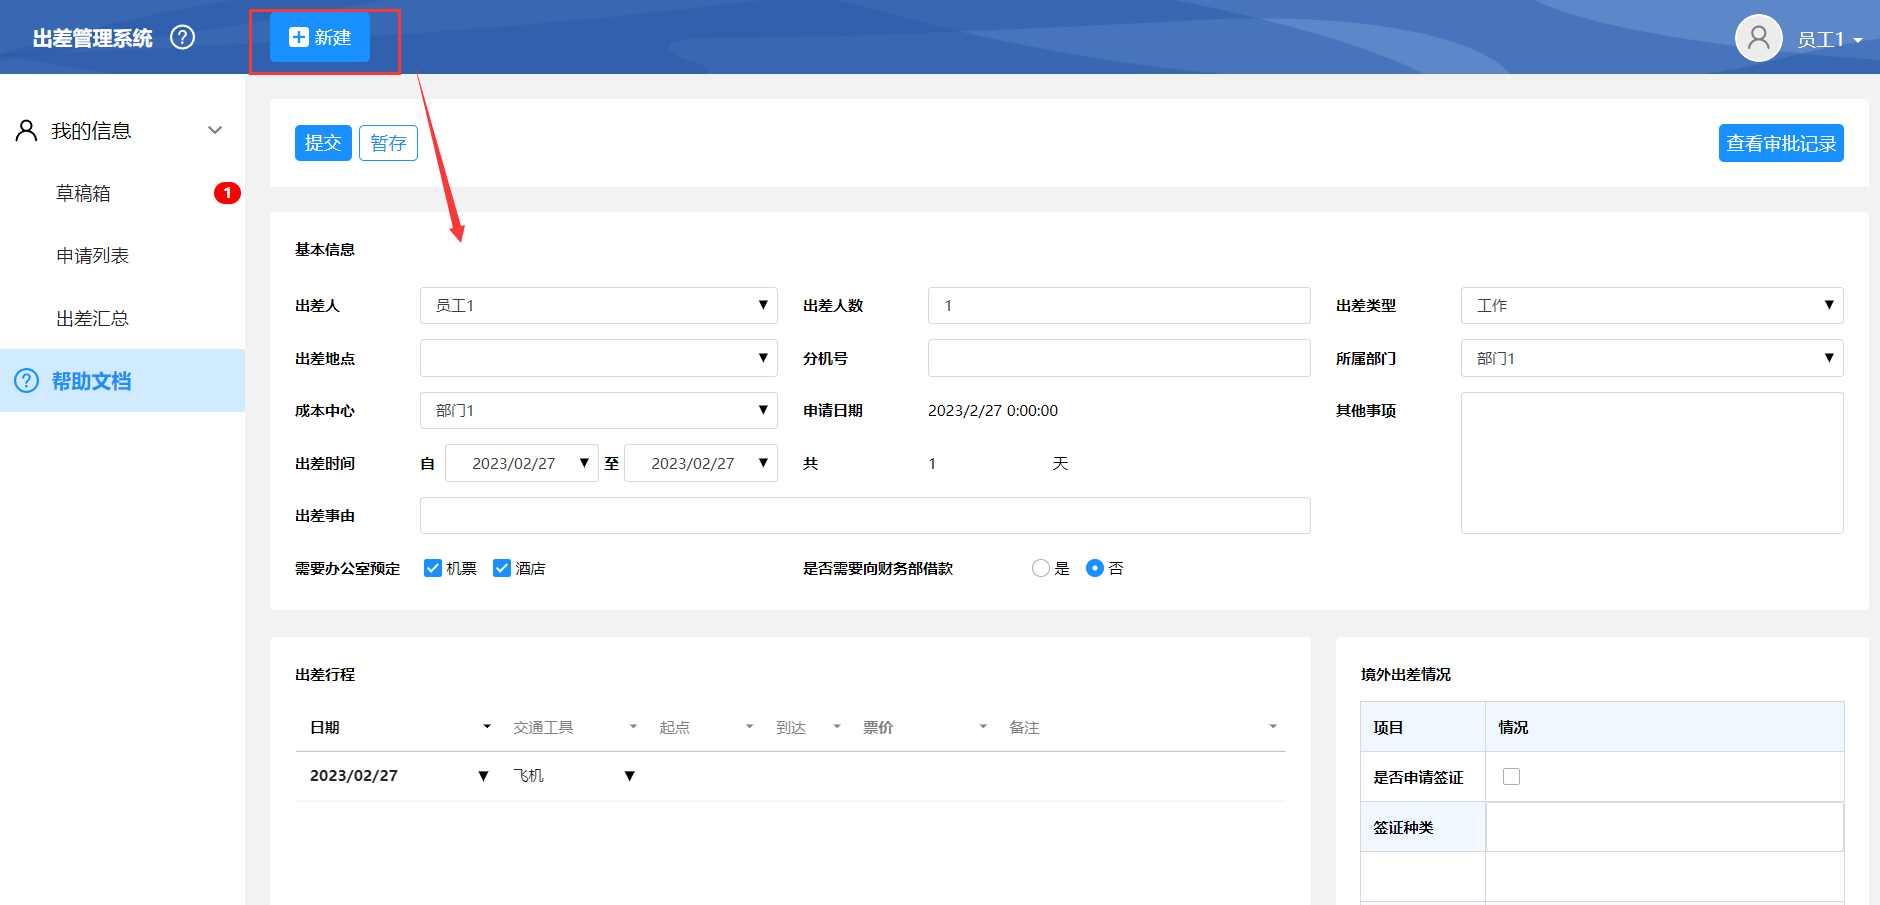 出差管理系统 ?
新建
员工1
我的信息
草稿箱 1
申请列表
出差汇总
帮助文档
提交 暂存 查看审批记录
基本信息
出差人 员工1 出差人数 1 出差类型 工作
出差地点 分机号 所属部门 部门1
成本中心 部门1 申请日期 2023/2/27 0:00:00 其他事项
出差时间 自 2023/02/27 至 2023/02/27 共 1 天
出差事由
需要办公室预定 机票 酒店 是否需要向财务部借款 是 否
出差行程
日期 交通工具 起点 到达 票价 备注
2023/02/27 飞机
境外出差情况
项目 情况
是否申请签证
签证种类